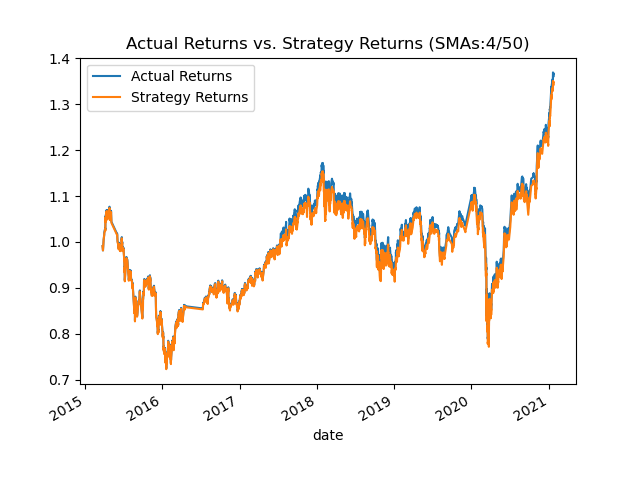 Actual Returns vs. Strategy Returns (SMAs:4/50)
Actual Returns
Strategy Returns
1.4
1.3
1.2
1.1
1.0
0.9
0.8
0.7
2015 2016 2017 2018 2019 2020 2021
date